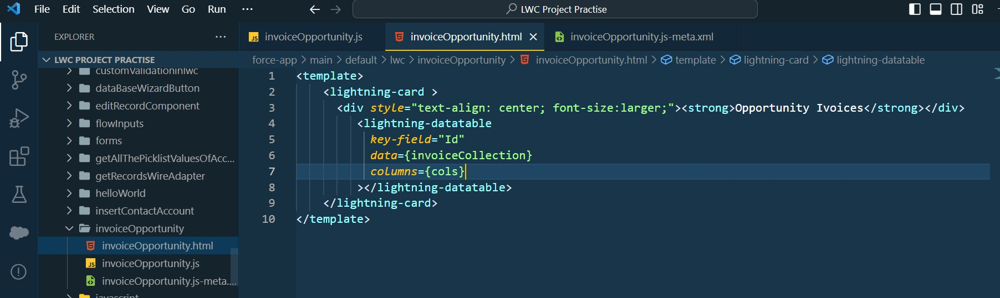 File Edit Selection View Go Run ··· ← → LWC Project Practise
EXPLORER ···
LWC PROJECT PRACTISE
customValidationinlwc
dataBaseWizardButton
editRecordComponent
flowInputs
forms
getAllThePicklistValuesOfAcc...
getRecordsWireAdapter
helloWorld
insertContactAccount
invoiceOpportunity
invoiceOpportunity.html
JS invoiceOpportunity.js
invoiceOpportunity.js-meta....
javascript
JS invoiceOpportunity.js invoiceOpportunity.html × invoiceOpportunity.js-meta.xml
force-app > main > default > lwc > invoiceOpportunity > invoiceOpportunity.html > template > lightning-card > lightning-datatable
1 <template>
2 <lightning-card >
3 <div style="text-align: center; font-size:larger;"><strong>Opportunity Ivoices</strong></div>
4 <lightning-datatable
5 key-field="Id"
6 data={invoiceCollection}
7 columns={cols}
8 ></lightning-datatable>
9 </lightning-card>
10 </template>